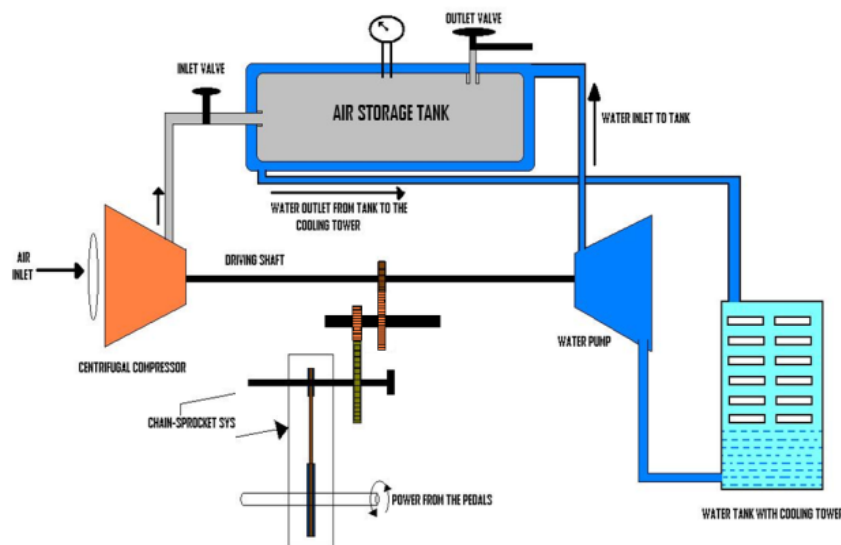 OUTLET VALVE
INLET VALVE
AIR STORAGE TANK
WATER INLET TO TANK
WATER OUTLET FROM TANK TO THE
COOLING TOWER
AIR
INLET
DRIVING SHAFT
WATER PUMP
CENTRIFUGAL COMPRESSOR
CHAIN-SPROCKET SYS
POWER FROM THE PEDALS
WATER TANK WITH COOLING TOWER